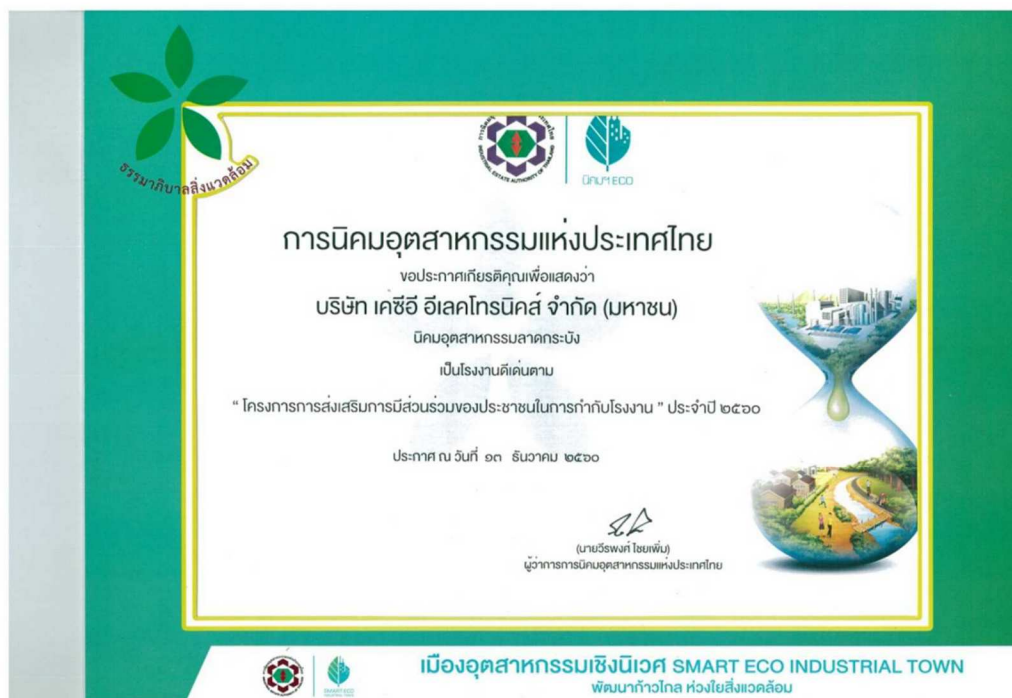 ธรรมาภิบาลสิ่งแวดล้อม
INDUSTRIAL ESTATE AUTHORITY OF THAILAND
นิคมฯ ECO
การนิคมอุตสาหกรรมแห่งประเทศไทย
ขอประกาศเกียรติคุณเพื่อแสดงว่า
บริษัท เคซีอี อีเลคโทรนิคส์ จำกัด (มหาชน)
นิคมอุตสาหกรรมลาดกระบัง
เป็นโรงงานดีเด่นตาม
“ โครงการการส่งเสริมการมีส่วนร่วมของประชาชนในการกำกับโรงงาน ” ประจำปี ๒๕๖๐
ประกาศ ณ วันที่ ๑๓ ธันวาคม ๒๕๖๐
(นายวีรพงศ์ ไชยเพิ่ม)
ผู้ว่าการการนิคมอุตสาหกรรมแห่งประเทศไทย
เมืองอุตสาหกรรมเชิงนิเวศ SMART ECO INDUSTRIAL TOWN
พัฒนาก้าวไกล ห่วงใยสิ่งแวดล้อม
SMART ECO